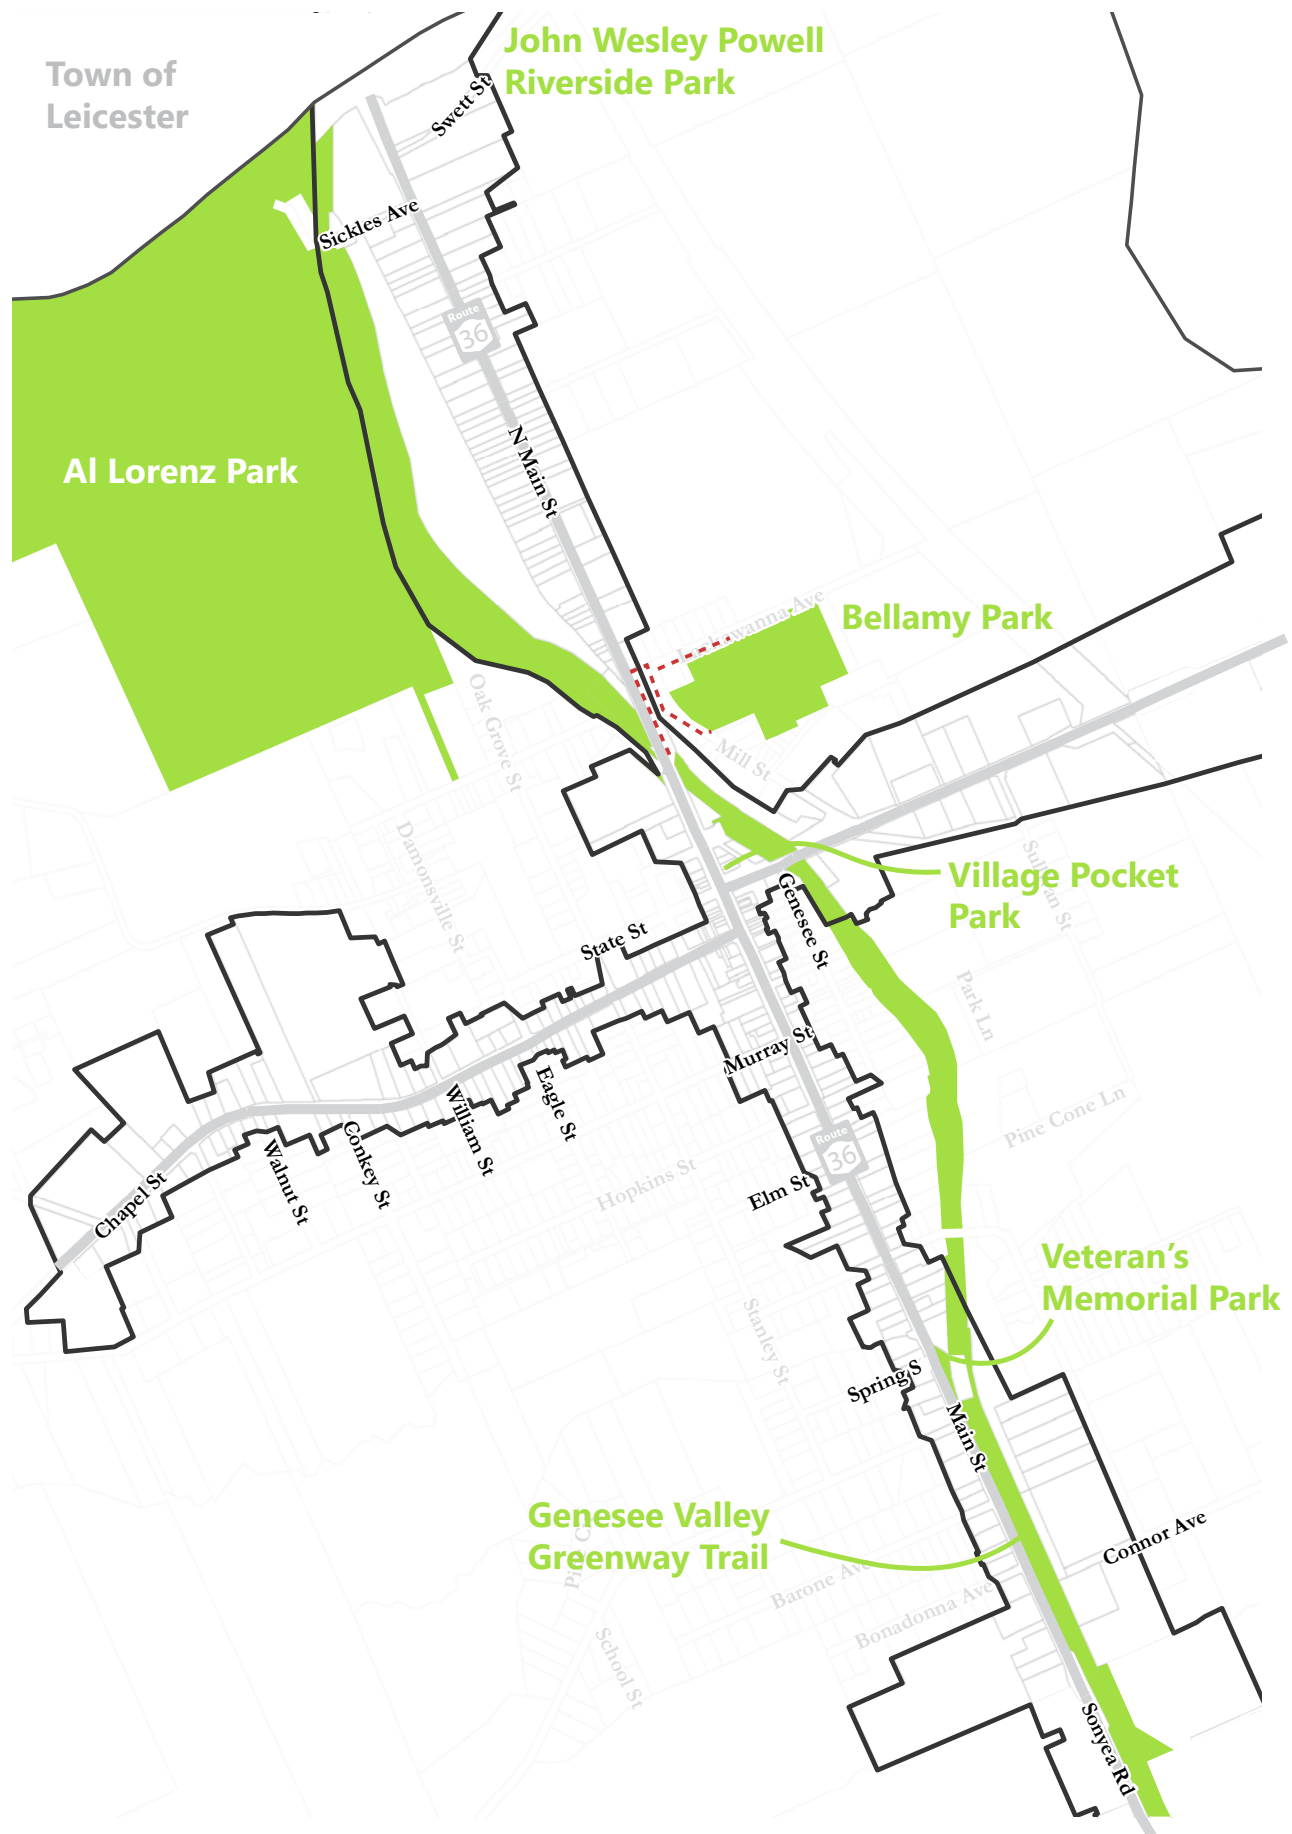 John Wesley Powell
Riverside Park
Town of
Leicester
Swett St
Sickles Ave
Route
36
N Main St
Al Lorenz Park
Lackawanna Ave
Bellamy Park
Oak Grove St
Mill St
Damonsville St
Village Pocket
Park
Sullivan St
Genesee St
State St
Park Ln
Murray St
Eagle St
William St
Pine Cone Ln
Conkey St
Walnut St
Chapel St
Route
36
Hopkins St
Elm St
Veteran's
Memorial Park
Stanley St
Spring S
Main St
Genesee Valley
Greenway Trail
Connor Ave
Barone Ave
Bonadonna Ave
School St
Sonyea Rd